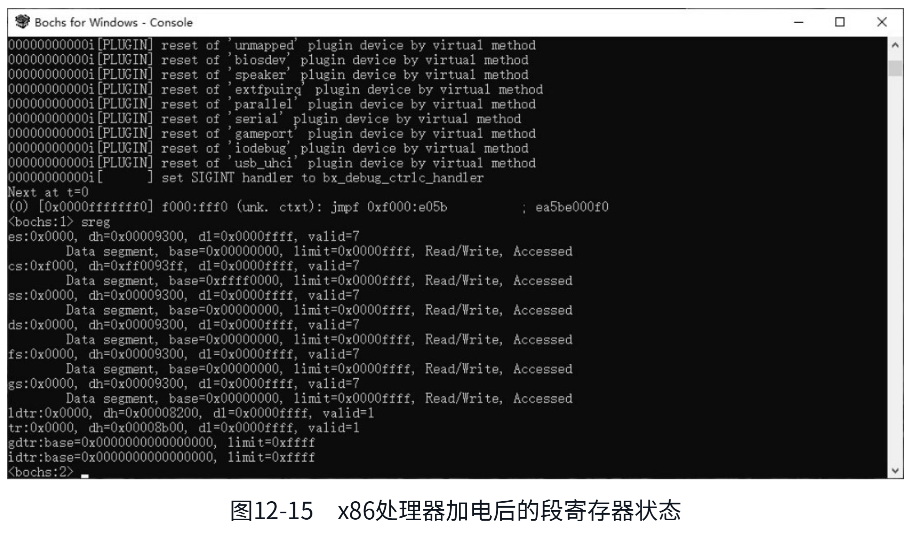 Bochs for Windows - Console
00000000000i[PLUGIN] reset of 'unmapped' plugin device by virtual method
00000000000i[PLUGIN] reset of 'biosdev' plugin device by virtual method
00000000000i[PLUGIN] reset of 'speaker' plugin device by virtual method
00000000000i[PLUGIN] reset of 'extfpuirq' plugin device by virtual method
00000000000i[PLUGIN] reset of 'parallel' plugin device by virtual method
00000000000i[PLUGIN] reset of 'serial' plugin device by virtual method
00000000000i[PLUGIN] reset of 'gameport' plugin device by virtual method
00000000000i[PLUGIN] reset of 'iodebug' plugin device by virtual method
00000000000i[PLUGIN] reset of 'usb_uhci' plugin device by virtual method
00000000000i[      ] set SIGINT handler to bx_debug_ctrlc_handler
Next at t=0
(0) [0x0000fffffff0] f000:fff0 (unk. ctxt): jmpf 0xf000:e05b          ; ea5be000f0
<bochs:1> sreg
es:0x0000, dh=0x00009300, dl=0x0000ffff, valid=7
Data segment, base=0x00000000, limit=0x0000ffff, Read/Write, Accessed
cs:0xf000, dh=0xff0093ff, dl=0x0000ffff, valid=7
Data segment, base=0xffff0000, limit=0x0000ffff, Read/Write, Accessed
ss:0x0000, dh=0x00009300, dl=0x0000ffff, valid=7
Data segment, base=0x00000000, limit=0x0000ffff, Read/Write, Accessed
ds:0x0000, dh=0x00009300, dl=0x0000ffff, valid=7
Data segment, base=0x00000000, limit=0x0000ffff, Read/Write, Accessed
fs:0x0000, dh=0x00009300, dl=0x0000ffff, valid=7
Data segment, base=0x00000000, limit=0x0000ffff, Read/Write, Accessed
gs:0x0000, dh=0x00009300, dl=0x0000ffff, valid=7
Data segment, base=0x00000000, limit=0x0000ffff, Read/Write, Accessed
ldtr:0x0000, dh=0x00008200, dl=0x0000ffff, valid=1
tr:0x0000, dh=0x00008b00, dl=0x0000ffff, valid=1
gdtr:base=0x0000000000000000, limit=0xffff
idtr:base=0x0000000000000000, limit=0xffff
<bochs:2>
图12-15 x86处理器加电后的段寄存器状态